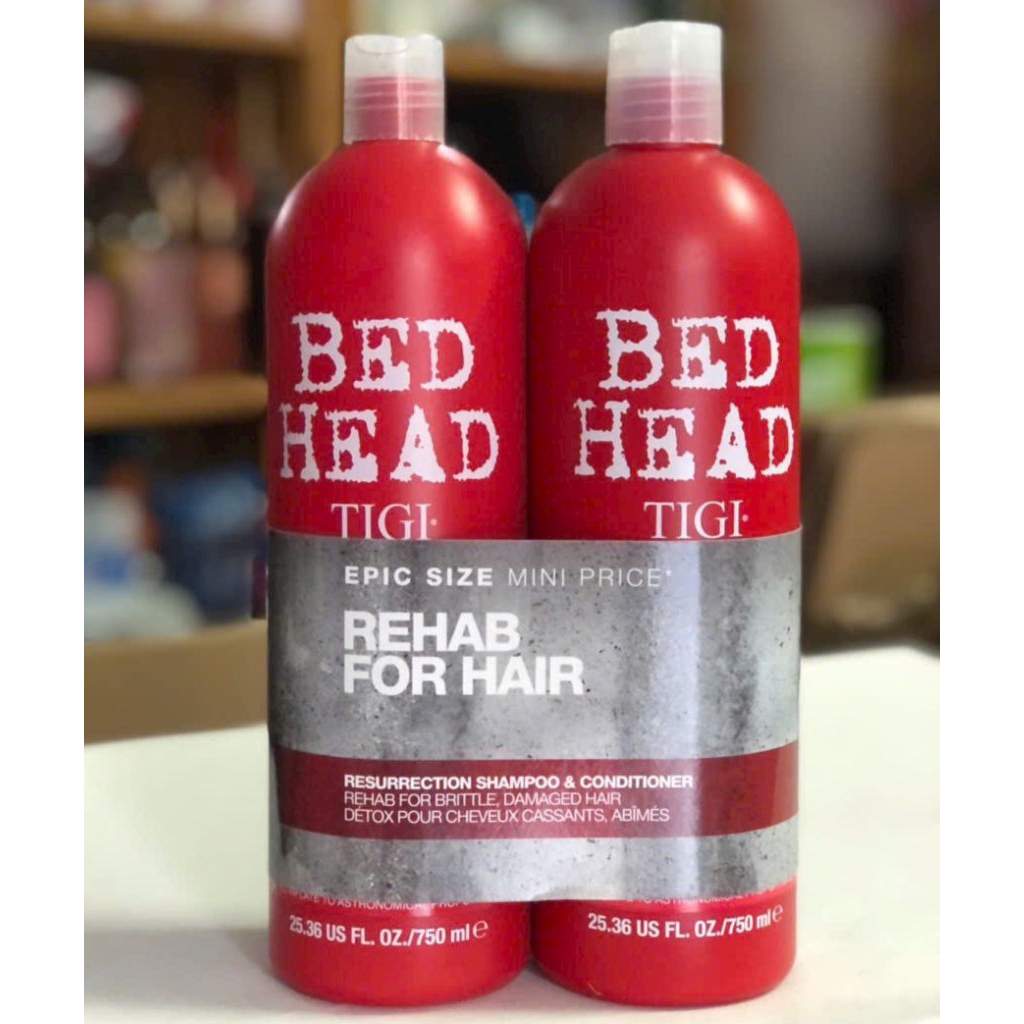 BED
HEAD
TIGI®
BED
HEAD
TIGI®
EPIC SIZE MINI PRICE*
REHAB
FOR HAIR
RESURRECTION SHAMPOO & CONDITIONER
REHAB FOR BRITTLE, DAMAGED HAIR
DÉTOX POUR CHEVEUX CASSANTS, ABÎMÉS
TO ASTRONOMICAL
25.36 US FL. OZ./750 ml ℮
25.36 US FL. OZ./750 ml ℮